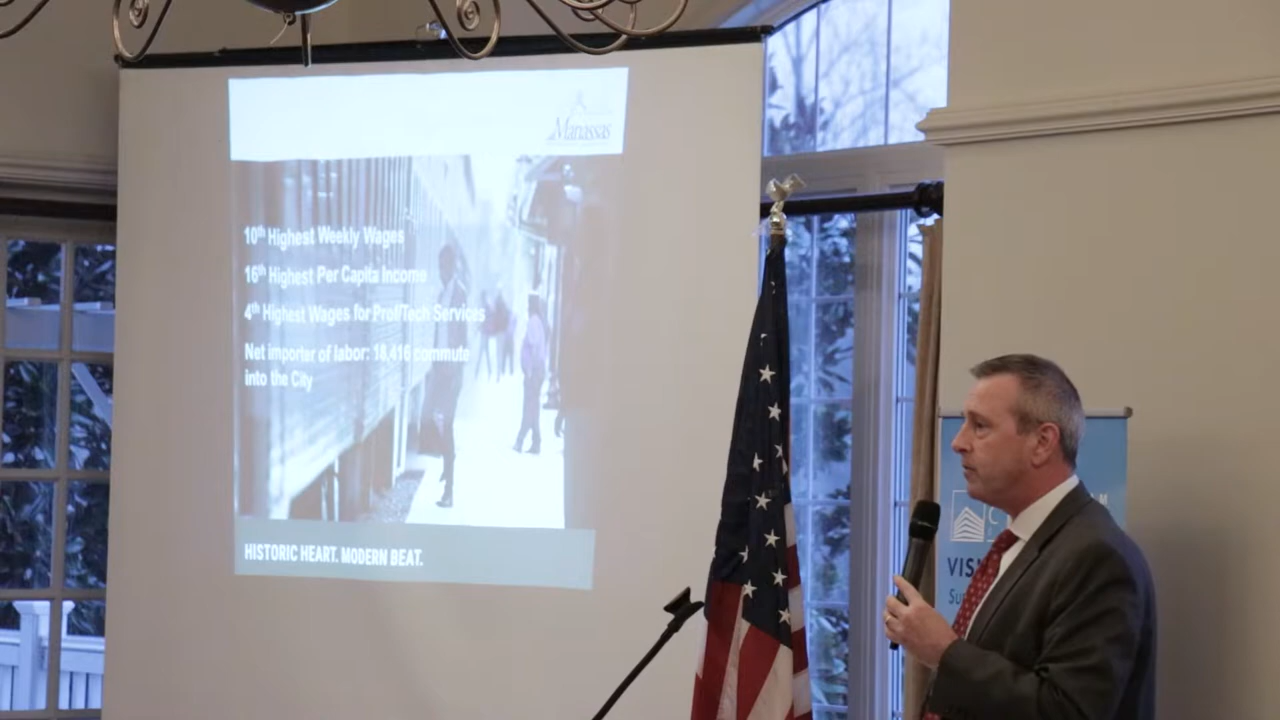 Manassas
10th Highest Weekly Wages
16th Highest Per Capita Income
4th Highest Wages for Prof/Tech Services
Net importer of labor: 18,416 commute
into the City
HISTORIC HEART. MODERN BEAT.
C
M
VIS
Su